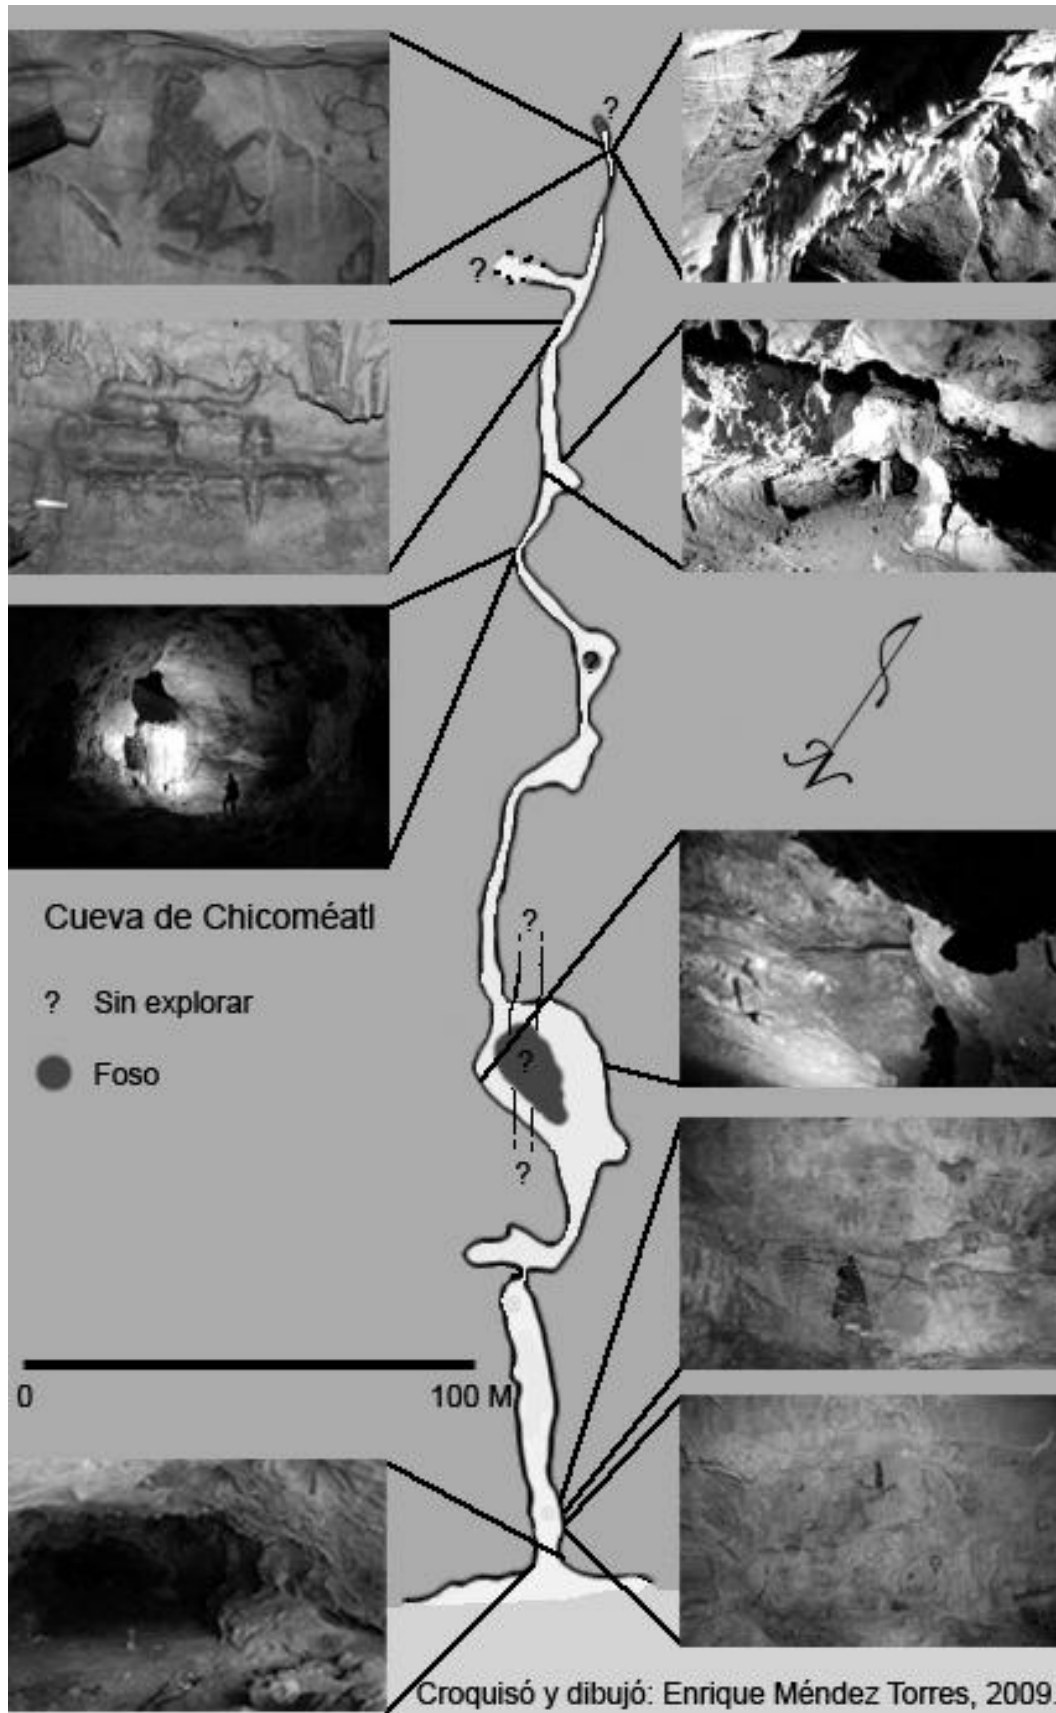 ?
?
N
Cueva de Chicoméatl
?
? Sin explorar
?
Foso
?
0
100 M
Croquisó y dibujó: Enrique Méndez Torres, 2009.